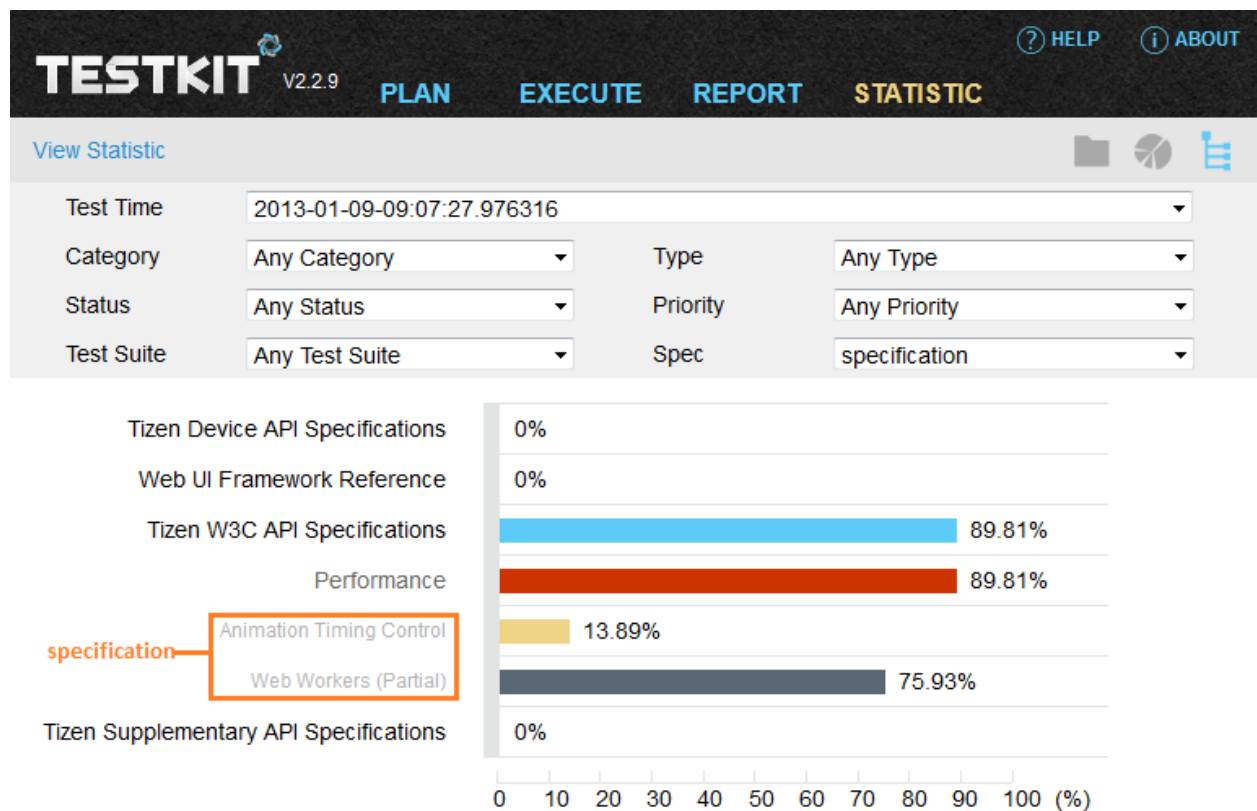 HELP ABOUT
TESTKIT V2.2.9 PLAN EXECUTE REPORT STATISTIC
View Statistic
Test Time 2013-01-09-09:07:27.976316
Category Any Category Type Any Type
Status Any Status Priority Any Priority
Test Suite Any Test Suite Spec specification
Tizen Device API Specifications 0%
Web UI Framework Reference 0%
Tizen W3C API Specifications 89.81%
Performance 89.81%
Animation Timing Control 13.89%
specification
Web Workers (Partial) 75.93%
Tizen Supplementary API Specifications 0%
0 10 20 30 40 50 60 70 80 90 100 (%)